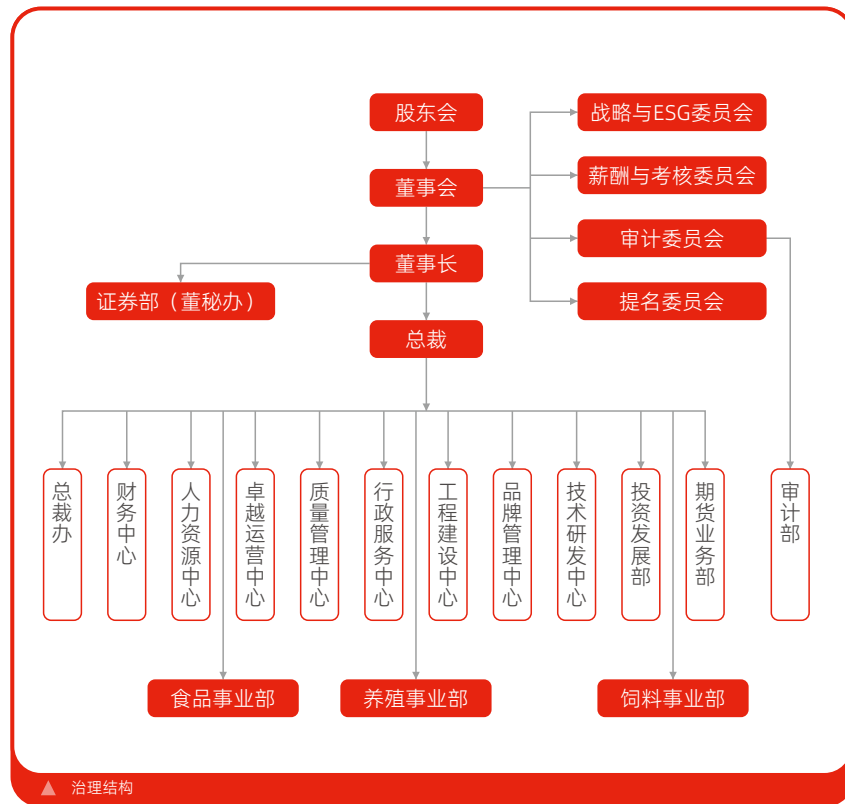 股东会
战略与ESG委员会
董事会
薪酬与考核委员会
审计委员会
董事长
证券部（董秘办）
提名委员会
总裁
总裁办
财务中心
人力资源中心
卓越运营中心
质量管理中心
行政服务中心
工程建设中心
品牌管理中心
技术研发中心
投资发展部
期货业务部
审计部
食品事业部
养殖事业部
饲料事业部
治理结构